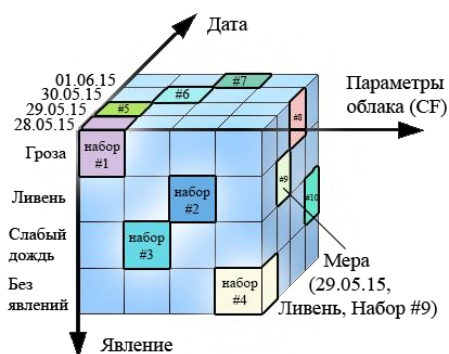 Дата
01.06.15
30.05.15
29.05.15
28.05.15
#7
#6
#5
Параметры
облака (CF)
#8
Гроза
набор
#1
#9
Ливень
набор
#2
#10
Слабый
дождь
набор
#3
Мера
(29.05.15,
Ливень, Набор #9)
Без
явлений
набор
#4
Явление